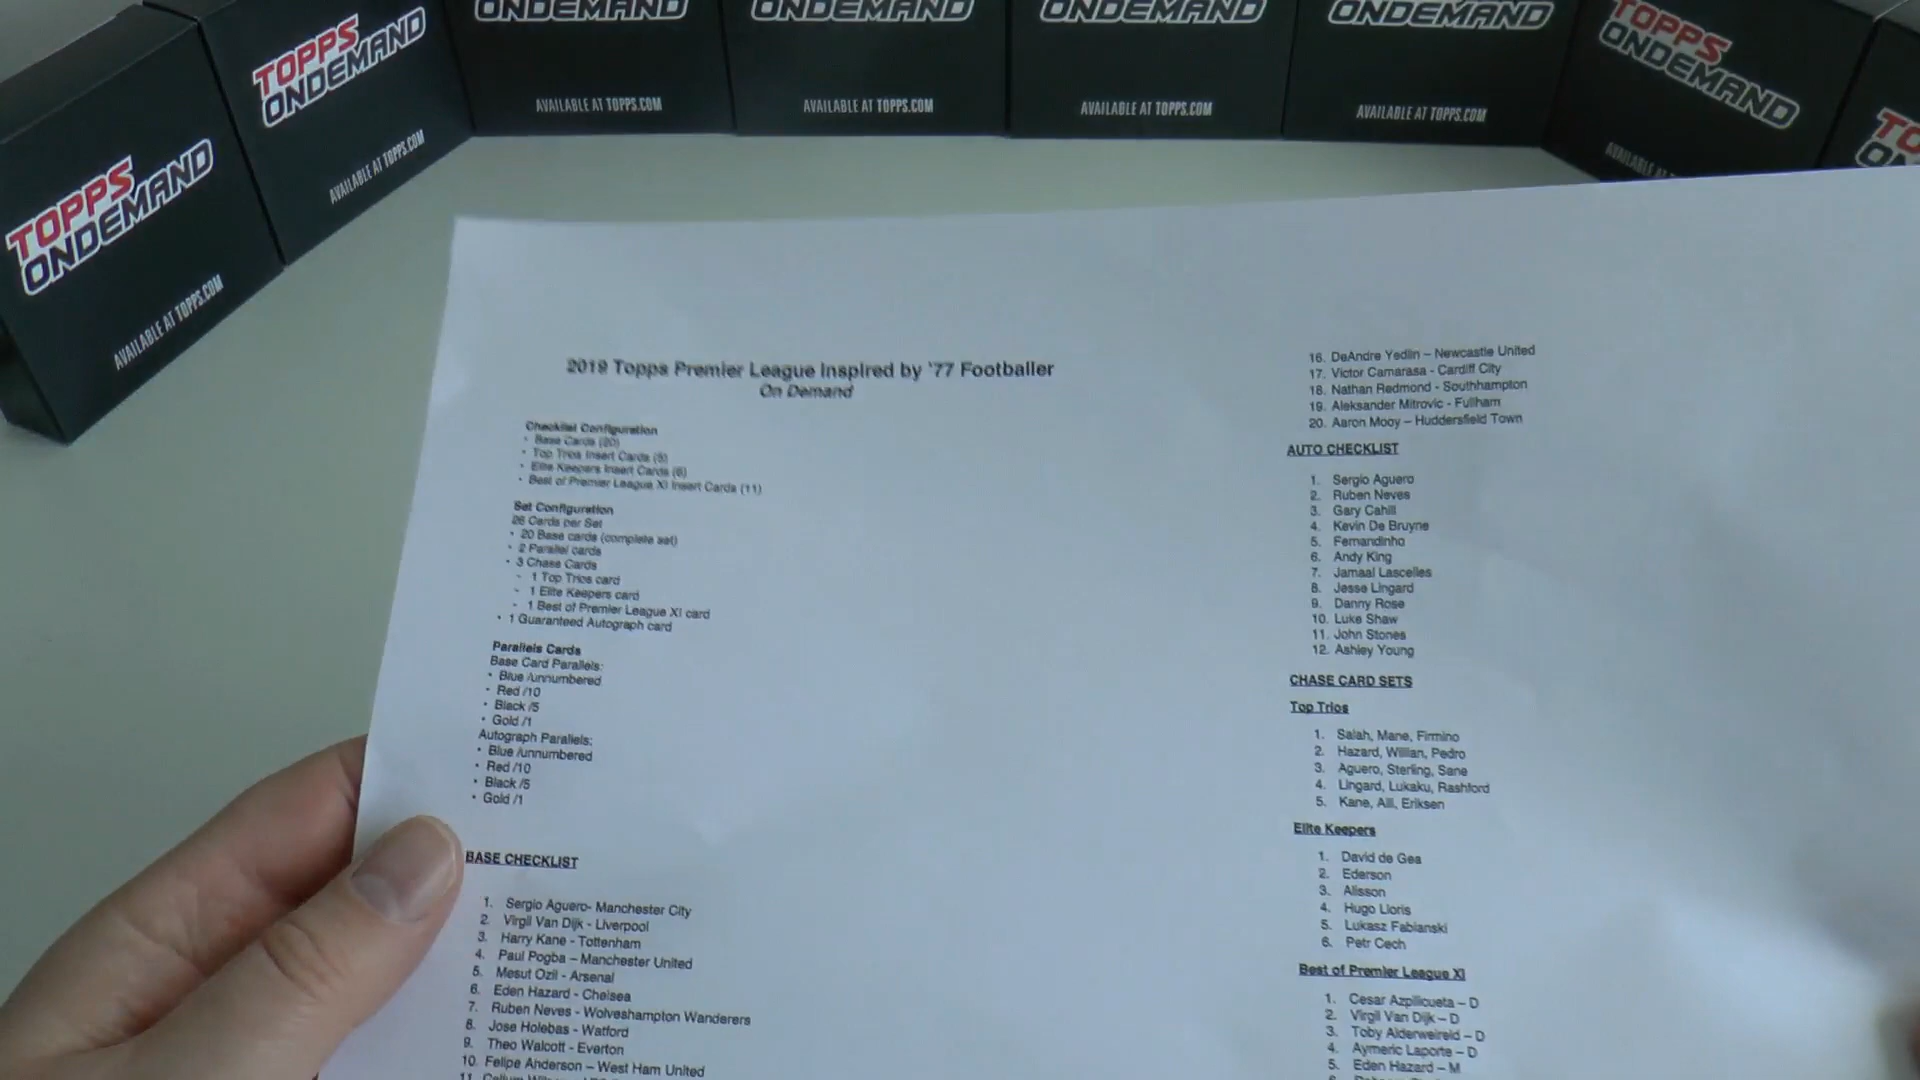 TOPPS
ONDEMAND
AVAILABLE AT TOPPS.COM
TOPPS
ONDEMAND
AVAILABLE AT TOPPS.COM
ONDEMAND
AVAILABLE AT TOPPS.COM
ONDEMAND
AVAILABLE AT TOPPS.COM
ONDEMAND
AVAILABLE AT TOPPS.COM
ONDEMAND
AVAILABLE AT TOPPS.COM
TOPPS
ONDEMAND
AVAILABLE AT
2019 Topps Premier League Inspired by '77 Footballer
On Demand
Checklist Configuration
• Base Cards (20)
• Top Trios Insert Cards (5)
• Elite Keepers Insert Cards (6)
• Best of Premier League XI Insert Cards (11)
Set Configuration
26 Cards per Set
• 20 Base cards (complete set)
• 2 Parallel cards
• 3 Chase Cards
- 1 Top Trios card
- 1 Elite Keepers card
- 1 Best of Premier League XI card
• 1 Guaranteed Autograph card
Parallels Cards
Base Card Parallels:
• Blue /unnumbered
• Red /10
• Black /5
• Gold /1
Autograph Parallels:
• Blue /unnumbered
• Red /10
• Black /5
• Gold /1
BASE CHECKLIST
1. Sergio Aguero- Manchester City
2. Virgil Van Dijk - Liverpool
3. Harry Kane - Tottenham
4. Paul Pogba – Manchester United
5. Mesut Ozil - Arsenal
6. Eden Hazard - Chelsea
7. Ruben Neves - Wolveshampton Wanderers
8. Jose Holebas - Watford
9. Theo Walcott - Everton
10. Felipe Anderson – West Ham United
11. Callum
16. DeAndre Yedlin – Newcastle United
17. Victor Camarasa - Cardiff City
18. Nathan Redmond - Southhampton
19. Aleksander Mitrovic - Fullham
20. Aaron Mooy – Huddersfield Town
AUTO CHECKLIST
1. Sergio Aguero
2. Ruben Neves
3. Gary Cahill
4. Kevin De Bruyne
5. Fernandinho
6. Andy King
7. Jamaal Lascelles
8. Jesse Lingard
9. Danny Rose
10. Luke Shaw
11. John Stones
12. Ashley Young
CHASE CARD SETS
Top Trios
1. Salah, Mane, Firmino
2. Hazard, Willian, Pedro
3. Aguero, Sterling, Sane
4. Lingard, Lukaku, Rashford
5. Kane, Alli, Eriksen
Elite Keepers
1. David de Gea
2. Ederson
3. Alisson
4. Hugo Lloris
5. Lukasz Fabianski
6. Petr Cech
Best of Premier League XI
1. Cesar Azpilicueta – D
2. Virgil Van Dijk – D
3. Toby Alderweireld – D
4. Aymeric Laporte – D
5. Eden Hazard – M